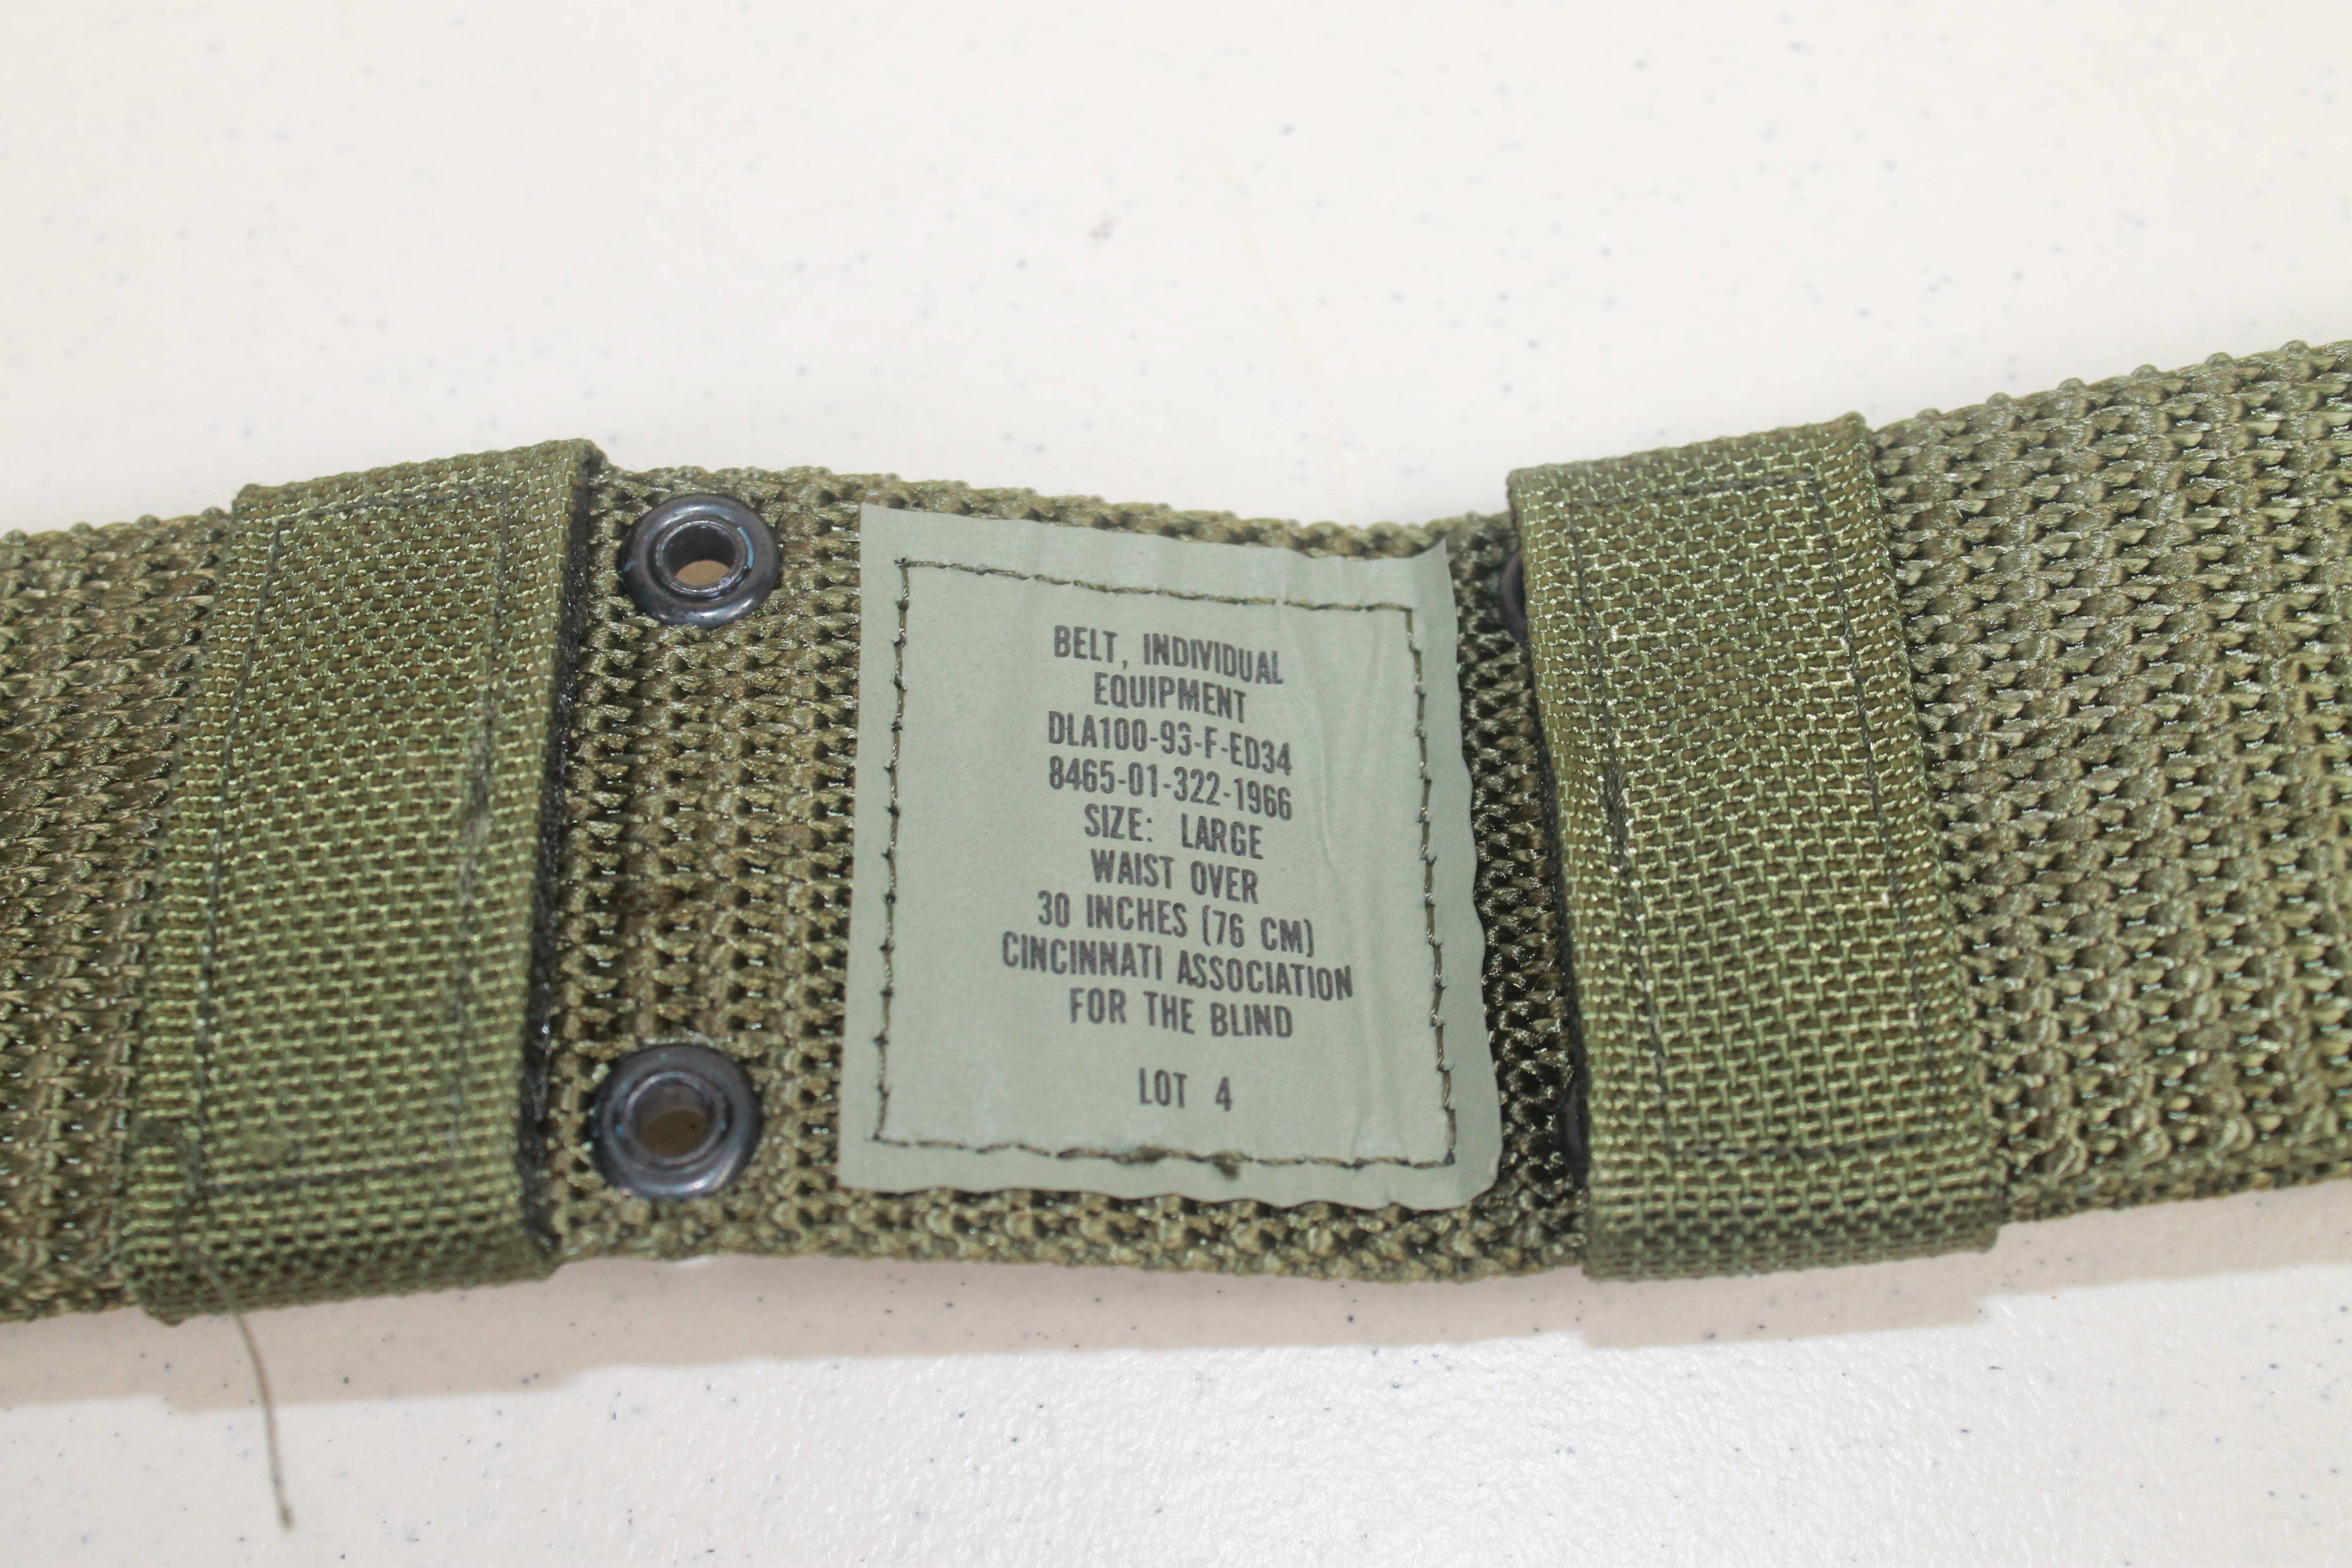 BELT, INDIVIDUAL
EQUIPMENT
DLA100-93-F-ED34
8465-01-322-1966
SIZE: LARGE
WAIST OVER
30 INCHES (76 CM)
CINCINNATI ASSOCIATION
FOR THE BLIND
LOT 4